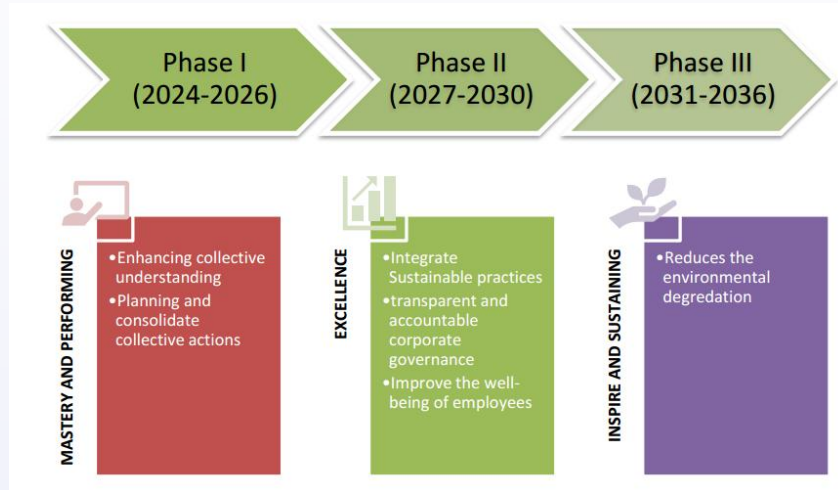 Phase I
(2024-2026)
Phase II
(2027-2030)
Phase III
(2031-2036)
MASTERY AND PERFORMING
•Enhancing collective
understanding
•Planning and
consolidate
collective actions
EXCELLENCE
•Integrate
Sustainable practices
•transparent and
accountable
corporate
governance
•Improve the well-
being of employees
INSPIRE AND SUSTAINING
•Reduces the
environmental
degredation